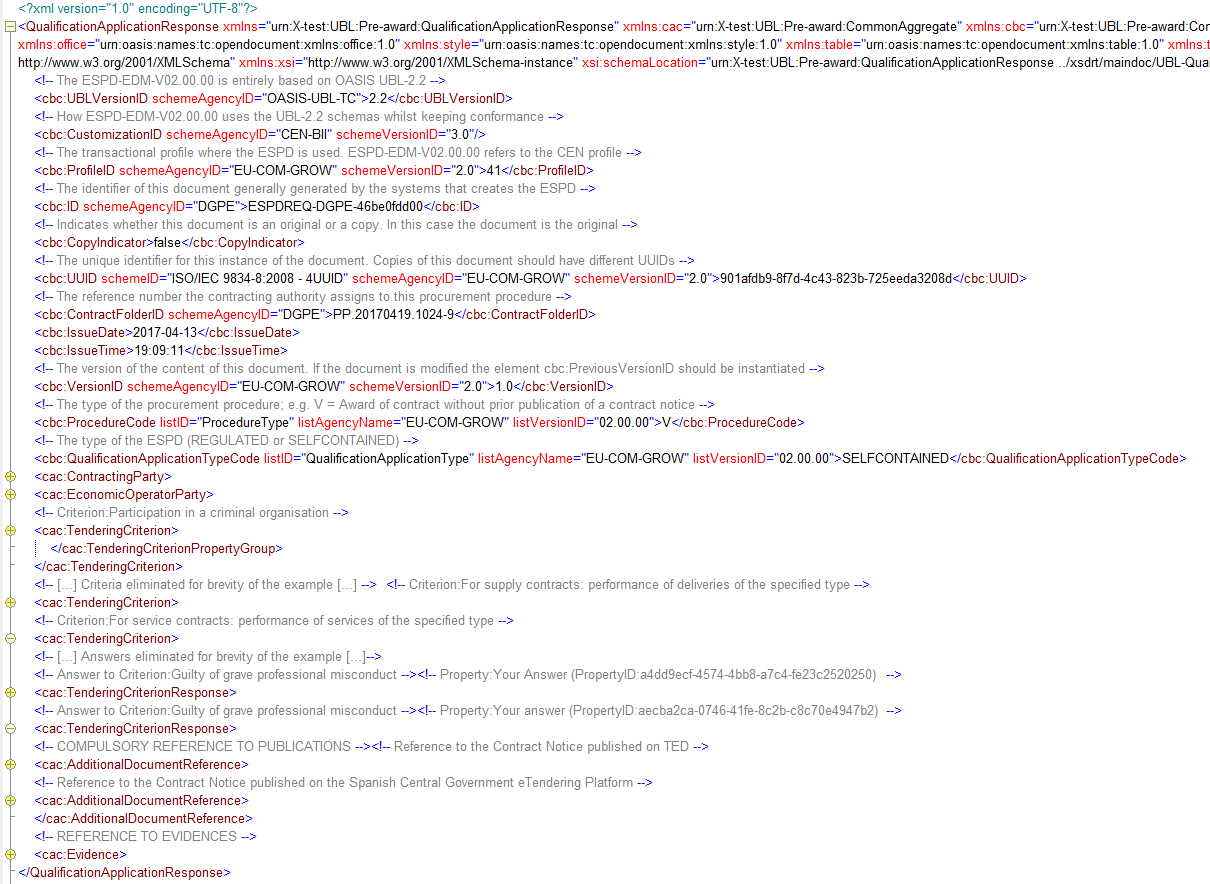 <?xml version="1.0" encoding="UTF-8"?>
<QualificationApplicationResponse xmlns="urn:X-test:UBL:Pre-award:QualificationApplicationResponse" xmlns:cac="urn:X-test:UBL:Pre-award:CommonAggregate" xmlns:cbc="urn:X-test:UBL:Pre-award:Cor
xmlns:office="urn:oasis:names:tc:opendocument:xmlns:office:1.0" xmlns:style="urn:oasis:names:tc:opendocument:xmlns:style:1.0" xmlns:table="urn:oasis:names:tc:opendocument:xmlns:table:1.0" xmlns:t
http://www.w3.org/2001/XMLSchema" xmlns:xsi="http://www.w3.org/2001/XMLSchema-instance" xsi:schemaLocation="urn:X-test:UBL:Pre-award:QualificationApplicationResponse ../xsdrt/maindoc/UBL-Qua
<!-- The ESPD-EDM-V02.00.00 is entirely based on OASIS UBL-2.2 -->
<cbc:UBLVersionID schemeAgencyID="OASIS-UBL-TC">2.2</cbc:UBLVersionID>
<!-- How ESPD-EDM-V02.00.00 uses the UBL-2.2 schemas whilst keeping conformance -->
<cbc:CustomizationID schemeAgencyID="CEN-BII" schemeVersionID="3.0"/>
<!-- The transactional profile where the ESPD is used. ESPD-EDM-V02.00.00 refers to the CEN profile -->
<cbc:ProfileID schemeAgencyID="EU-COM-GROW" schemeVersionID="2.0">41</cbc:ProfileID>
<!-- The identifier of this document generally generated by the systems that creates the ESPD -->
<cbc:ID schemeAgencyID="DGPE">ESPDREQ-DGPE-46be0fdd00</cbc:ID>
<!-- Indicates whether this document is an original or a copy. In this case the document is the original -->
<cbc:CopyIndicator>false</cbc:CopyIndicator>
<!-- The unique identifier for this instance of the document. Copies of this document should have different UUIDs -->
<cbc:UUID schemeID="ISO/IEC 9834-8:2008 - 4UUID" schemeAgencyID="EU-COM-GROW" schemeVersionID="2.0">901afdb9-8f7d-4c43-823b-725eeda3208d</cbc:UUID>
<!-- The reference number the contracting authority assigns to this procurement procedure -->
<cbc:ContractFolderID schemeAgencyID="DGPE">PP.20170419.1024-9</cbc:ContractFolderID>
<cbc:IssueDate>2017-04-13</cbc:IssueDate>
<cbc:IssueTime>19:09:11</cbc:IssueTime>
<!-- The version of the content of this document. If the document is modified the element cbc:PreviousVersionID should be instantiated -->
<cbc:VersionID schemeAgencyID="EU-COM-GROW" schemeVersionID="2.0">1.0</cbc:VersionID>
<!-- The type of the procurement procedure; e.g. V = Award of contract without prior publication of a contract notice -->
<cbc:ProcedureCode listID="ProcedureType" listAgencyName="EU-COM-GROW" listVersionID="02.00.00">V</cbc:ProcedureCode>
<!-- The type of the ESPD (REGULATED or SELFCONTAINED) -->
<cbc:QualificationApplicationTypeCode listID="QualificationApplicationType" listAgencyName="EU-COM-GROW" listVersionID="02.00.00">SELFCONTAINED</cbc:QualificationApplicationTypeCode>
<cac:ContractingParty>
<cac:EconomicOperatorParty>
<!-- Criterion:Participation in a criminal organisation -->
<cac:TenderingCriterion>
</cac:TenderingCriterionPropertyGroup>
</cac:TenderingCriterion>
<!-- [...] Criteria eliminated for brevity of the example [...] --> <!-- Criterion:For supply contracts: performance of deliveries of the specified type -->
<cac:TenderingCriterion>
<!-- Criterion:For service contracts: performance of services of the specified type -->
<cac:TenderingCriterion>
<!-- [...] Answers eliminated for brevity of the example [...]-->
<!-- Answer to Criterion:Guilty of grave professional misconduct --><!-- Property:Your Answer (PropertyID:a4dd9ecf-4574-4bb8-a7c4-fe23c2520250) -->
<cac:TenderingCriterionResponse>
<!-- Answer to Criterion:Guilty of grave professional misconduct --><!-- Property:Your answer (PropertyID:aecba2ca-0746-41fe-8c2b-c8c70e4947b2) -->
<cac:TenderingCriterionResponse>
<!-- COMPULSORY REFERENCE TO PUBLICATIONS --><!-- Reference to the Contract Notice published on TED -->
<cac:AdditionalDocumentReference>
<!-- Reference to the Contract Notice published on the Spanish Central Government eTendering Platform -->
<cac:AdditionalDocumentReference>
</cac:AdditionalDocumentReference>
<!-- REFERENCE TO EVIDENCES -->
<cac:Evidence>
</QualificationApplicationResponse>